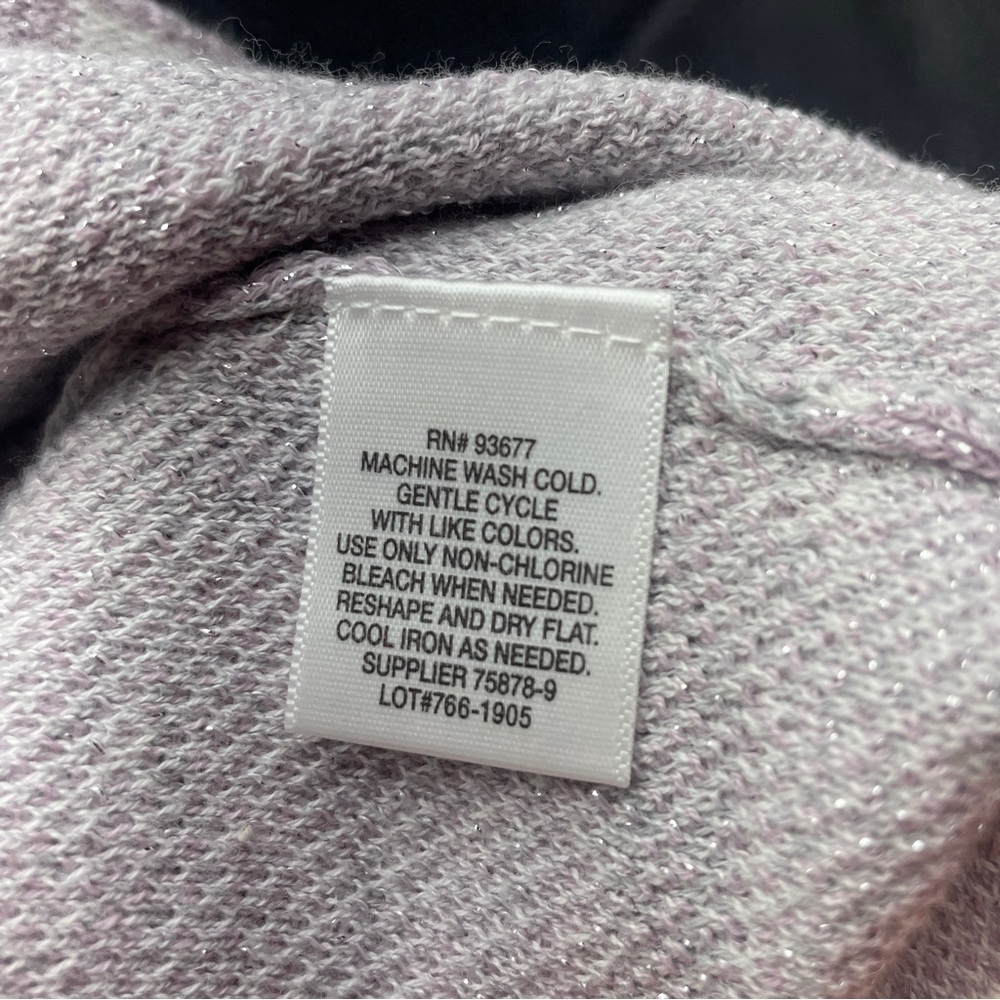 RN# 93677
MACHINE WASH COLD.
GENTLE CYCLE
WITH LIKE COLORS.
USE ONLY NON-CHLORINE
BLEACH WHEN NEEDED.
RESHAPE AND DRY FLAT.
COOL IRON AS NEEDED.
SUPPLIER 75878-9
LOT#766-1905